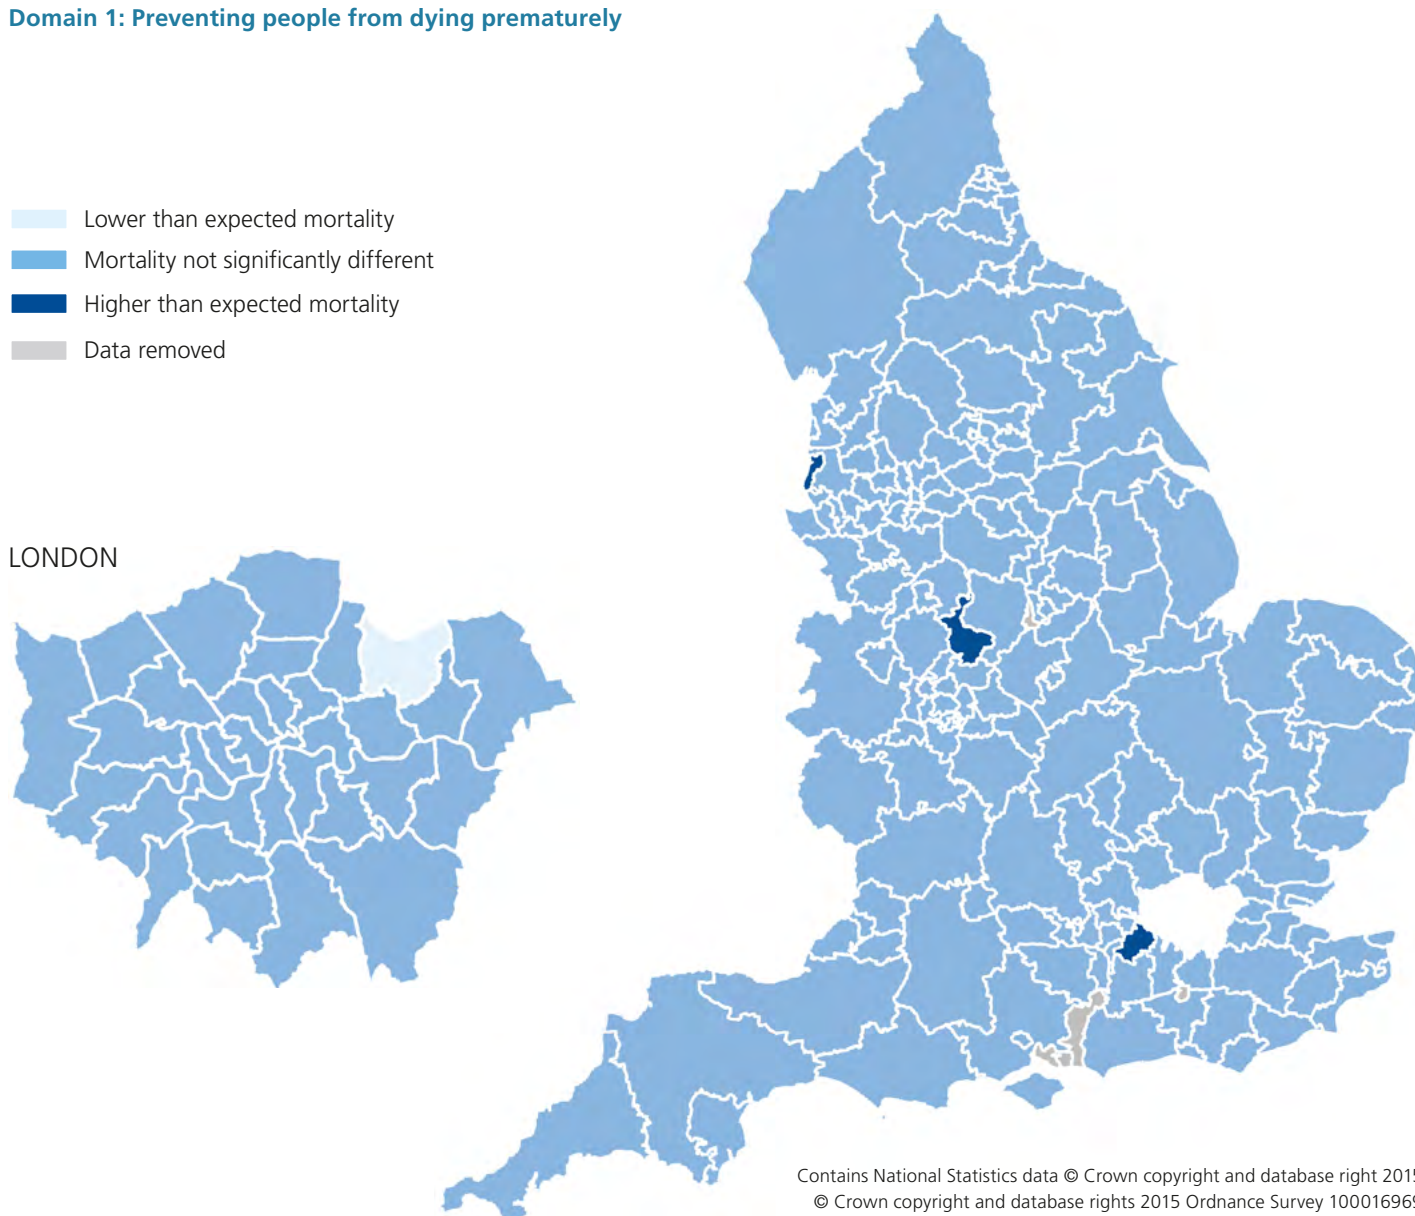 Domain 1: Preventing people from dying prematurely
Lower than expected mortality
Mortality not significantly different
Higher than expected mortality
Data removed
LONDON
Contains National Statistics data © Crown copyright and database right 2015
© Crown copyright and database rights 2015 Ordnance Survey 100016969